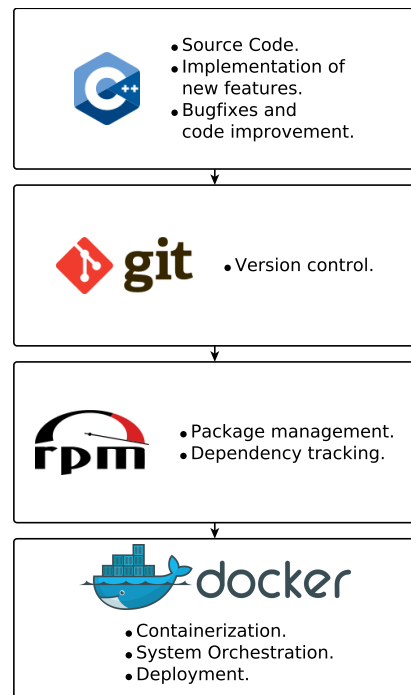 C++
• Source Code.
• Implementation of
new features.
• Bugfixes and
code improvement.
git
• Version control.
rpm
• Package management.
• Dependency tracking.
docker
• Containerization.
• System Orchestration.
• Deployment.